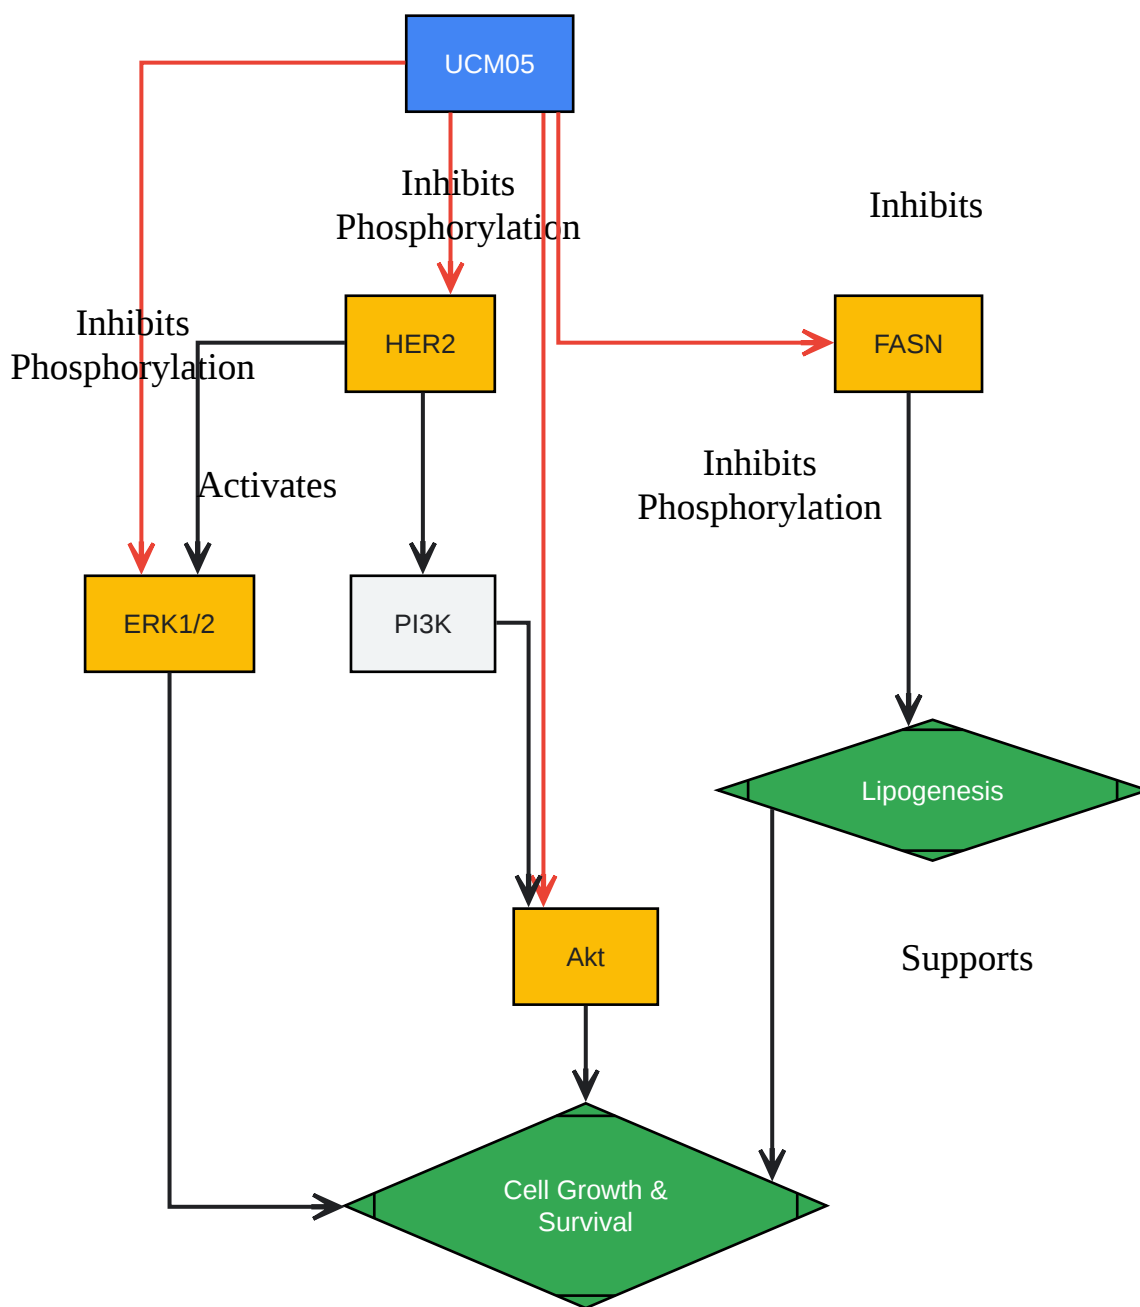 UCM05
Inhibits
Phosphorylation
Inhibits
Inhibits
Phosphorylation
HER2
FASN
Activates
Inhibits
Phosphorylation
ERK1/2
PI3K
Lipogenesis
Akt
Supports
Cell Growth &
Survival